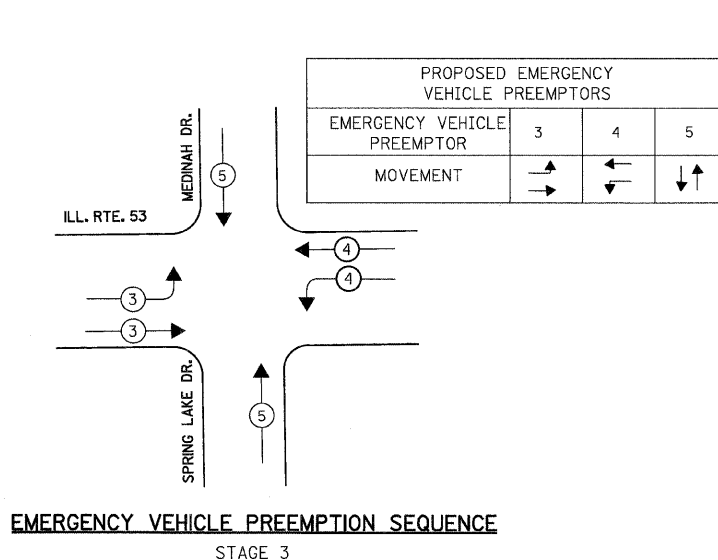 PROPOSED EMERGENCY
VEHICLE PREEMPTORS
EMERGENCY VEHICLE
PREEMPTOR
3
4
5
MOVEMENT
MEDINAH DR.
5
ILL. RTE. 53
4
4
3
3
SPRING LAKE DR.
5
EMERGENCY VEHICLE PREEMPTION SEQUENCE
STAGE 3